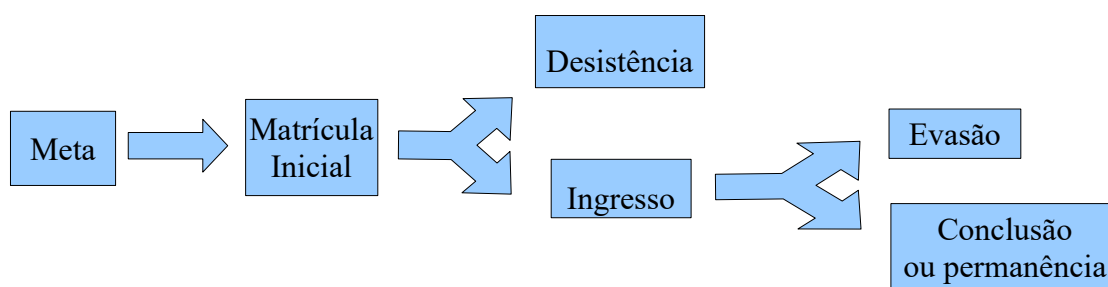 Meta
Matrícula
Inicial
Desistência
Ingresso
Evasão
Conclusão
ou permanência